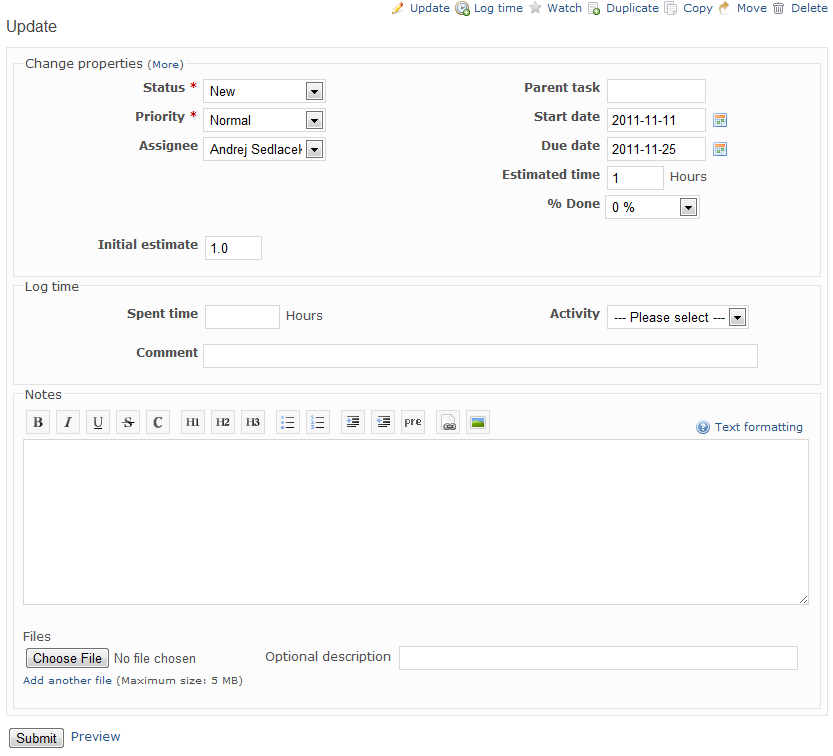 Update Log time Watch Duplicate Copy Move Delete
Update
Change properties (More)
Status * New Parent task
Priority * Normal Start date 2011-11-11
Assignee Andrej Sedlacek Due date 2011-11-25
Estimated time 1 Hours
% Done 0 %
Initial estimate 1.0
Log time
Spent time Hours Activity --- Please select ---
Comment
Notes
B I U S C H1 H2 H3 pre
Text formatting
Files
Choose File No file chosen Optional description
Add another file (Maximum size: 5 MB)
Submit Preview